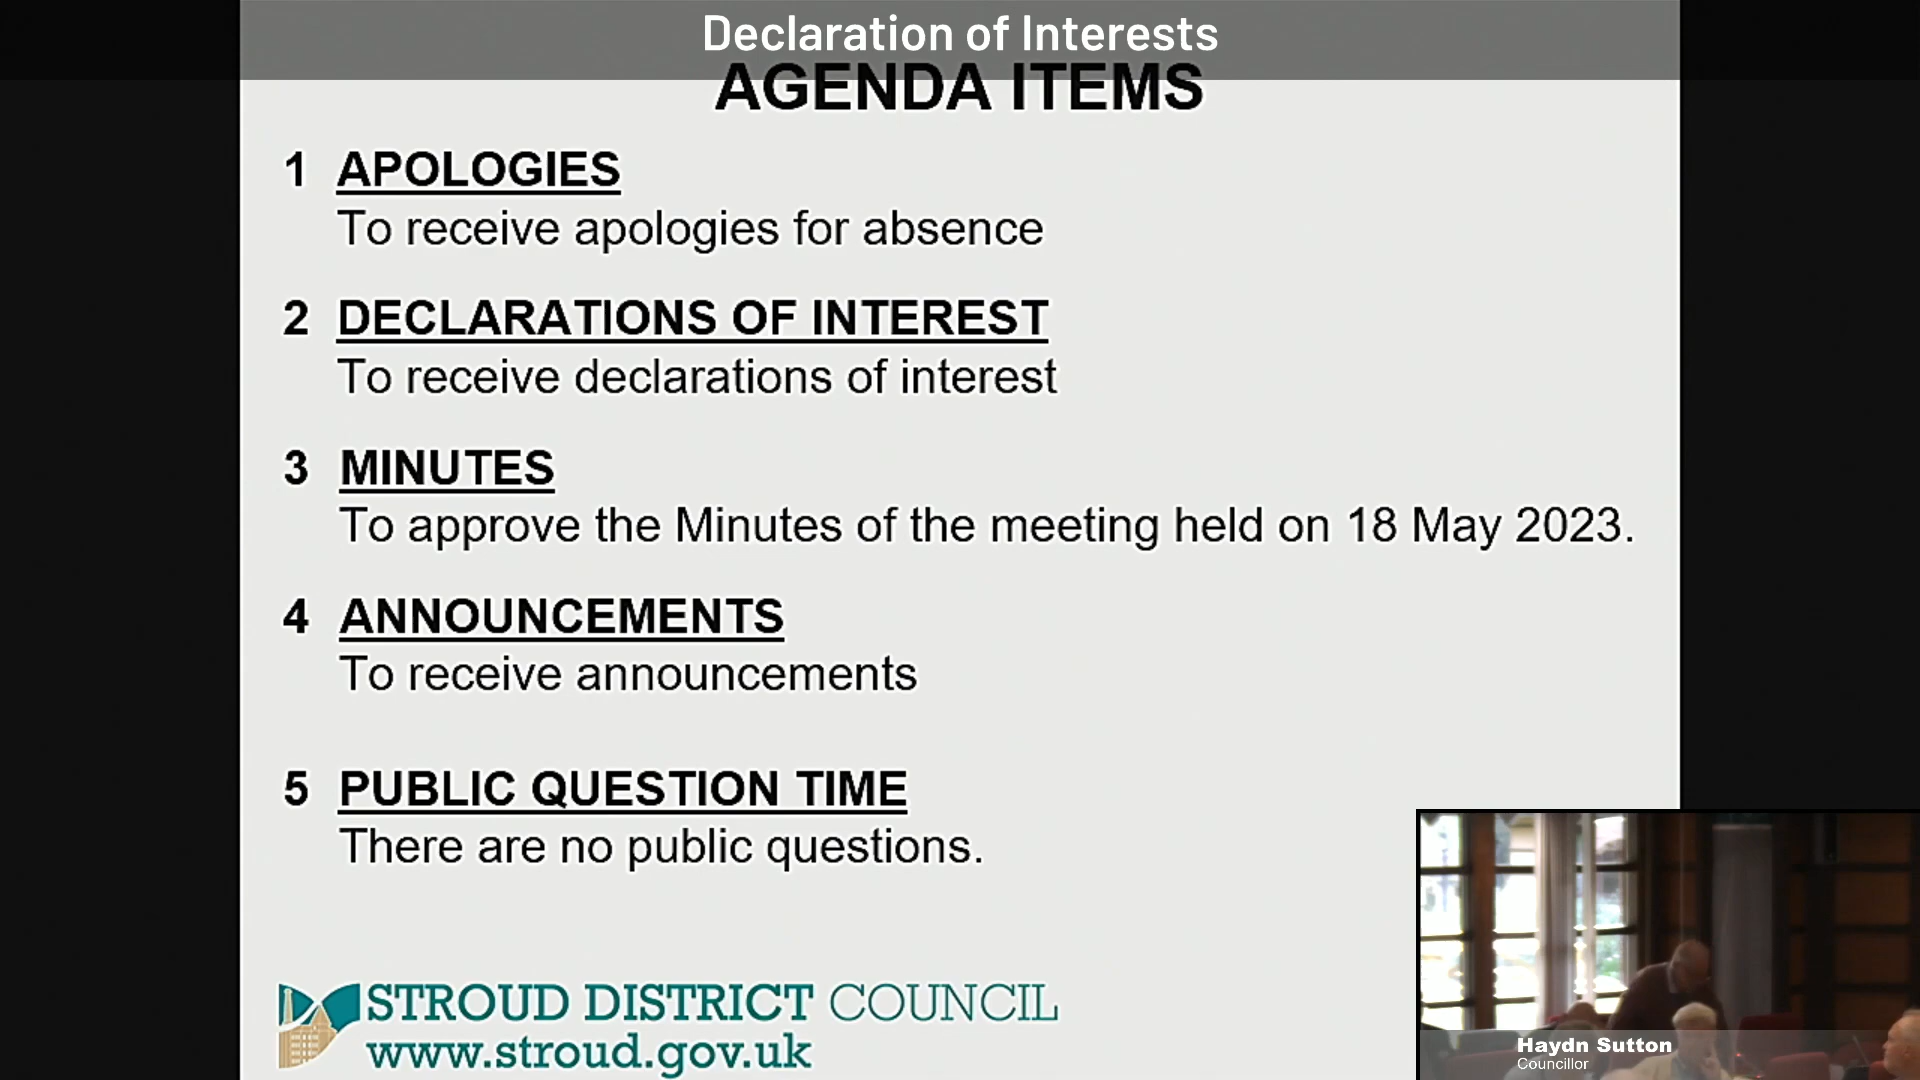 Declaration of Interests
AGENDA ITEMS
1 APOLOGIES
To receive apologies for absence
2 DECLARATIONS OF INTEREST
To receive declarations of interest
3 MINUTES
To approve the Minutes of the meeting held on 18 May 2023.
4 ANNOUNCEMENTS
To receive announcements
5 PUBLIC QUESTION TIME
There are no public questions.
STROUD DISTRICT COUNCIL
www.stroud.gov.uk
Haydn Sutton
Councillor